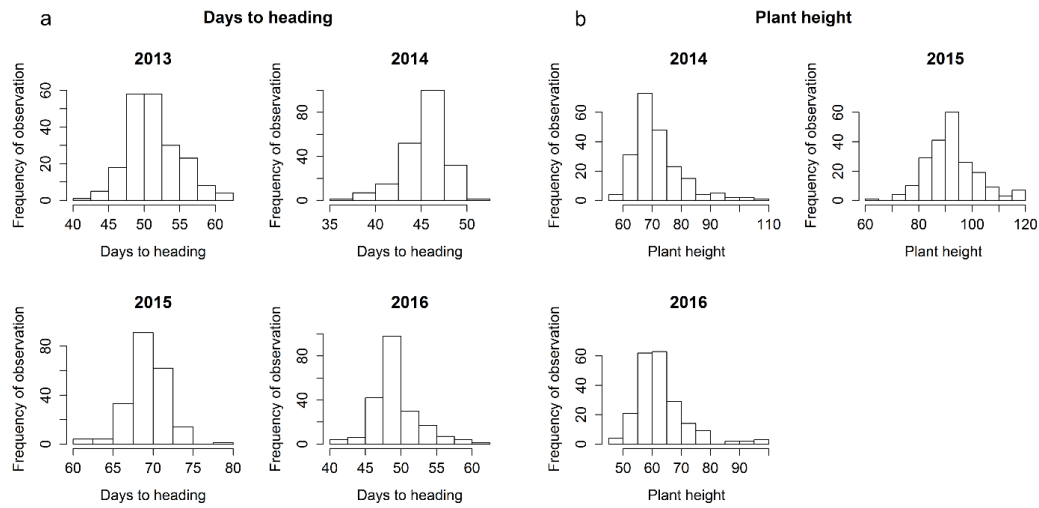 a Days to heading
b Plant height
2013
Frequency of observation
0 20 40 60
40 45 50 55 60
Days to heading
2014
Frequency of observation
0 40 80
35 40 45 50
Days to heading
2014
Frequency of observation
0 20 40 60
60 70 80 90 110
Plant height
2015
Frequency of observation
0 20 40 60
60 80 100 120
Plant height
2015
Frequency of observation
0 40 80
60 65 70 75 80
Days to heading
2016
Frequency of observation
0 40 80
40 45 50 55 60
Days to heading
2016
Frequency of observation
0 20 40 60
50 60 70 80 90
Plant height